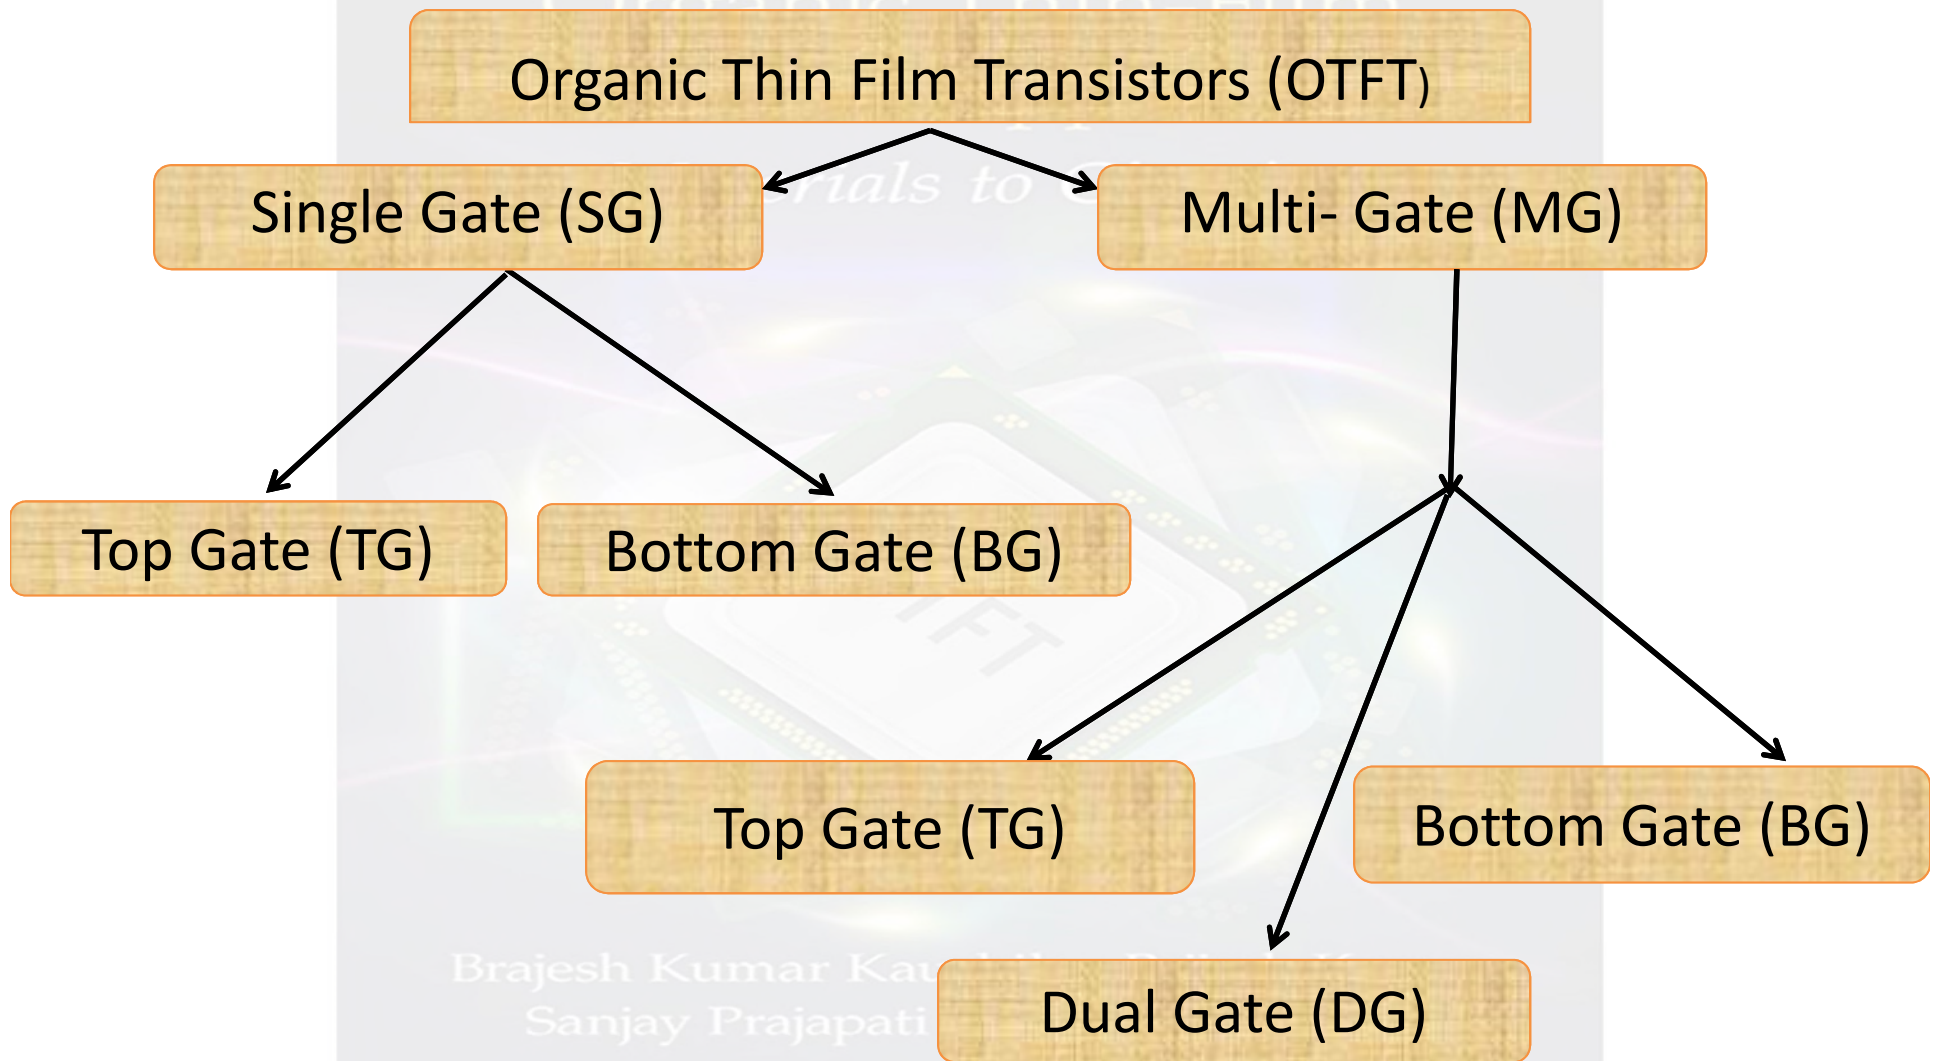 Organic Thin Film Transistors (OTFT)
Single Gate (SG)
Multi- Gate (MG)
Top Gate (TG)
Bottom Gate (BG)
TFT
Top Gate (TG)
Bottom Gate (BG)
Dual Gate (DG)
Brajesh Kumar
Sanjay Prajapati